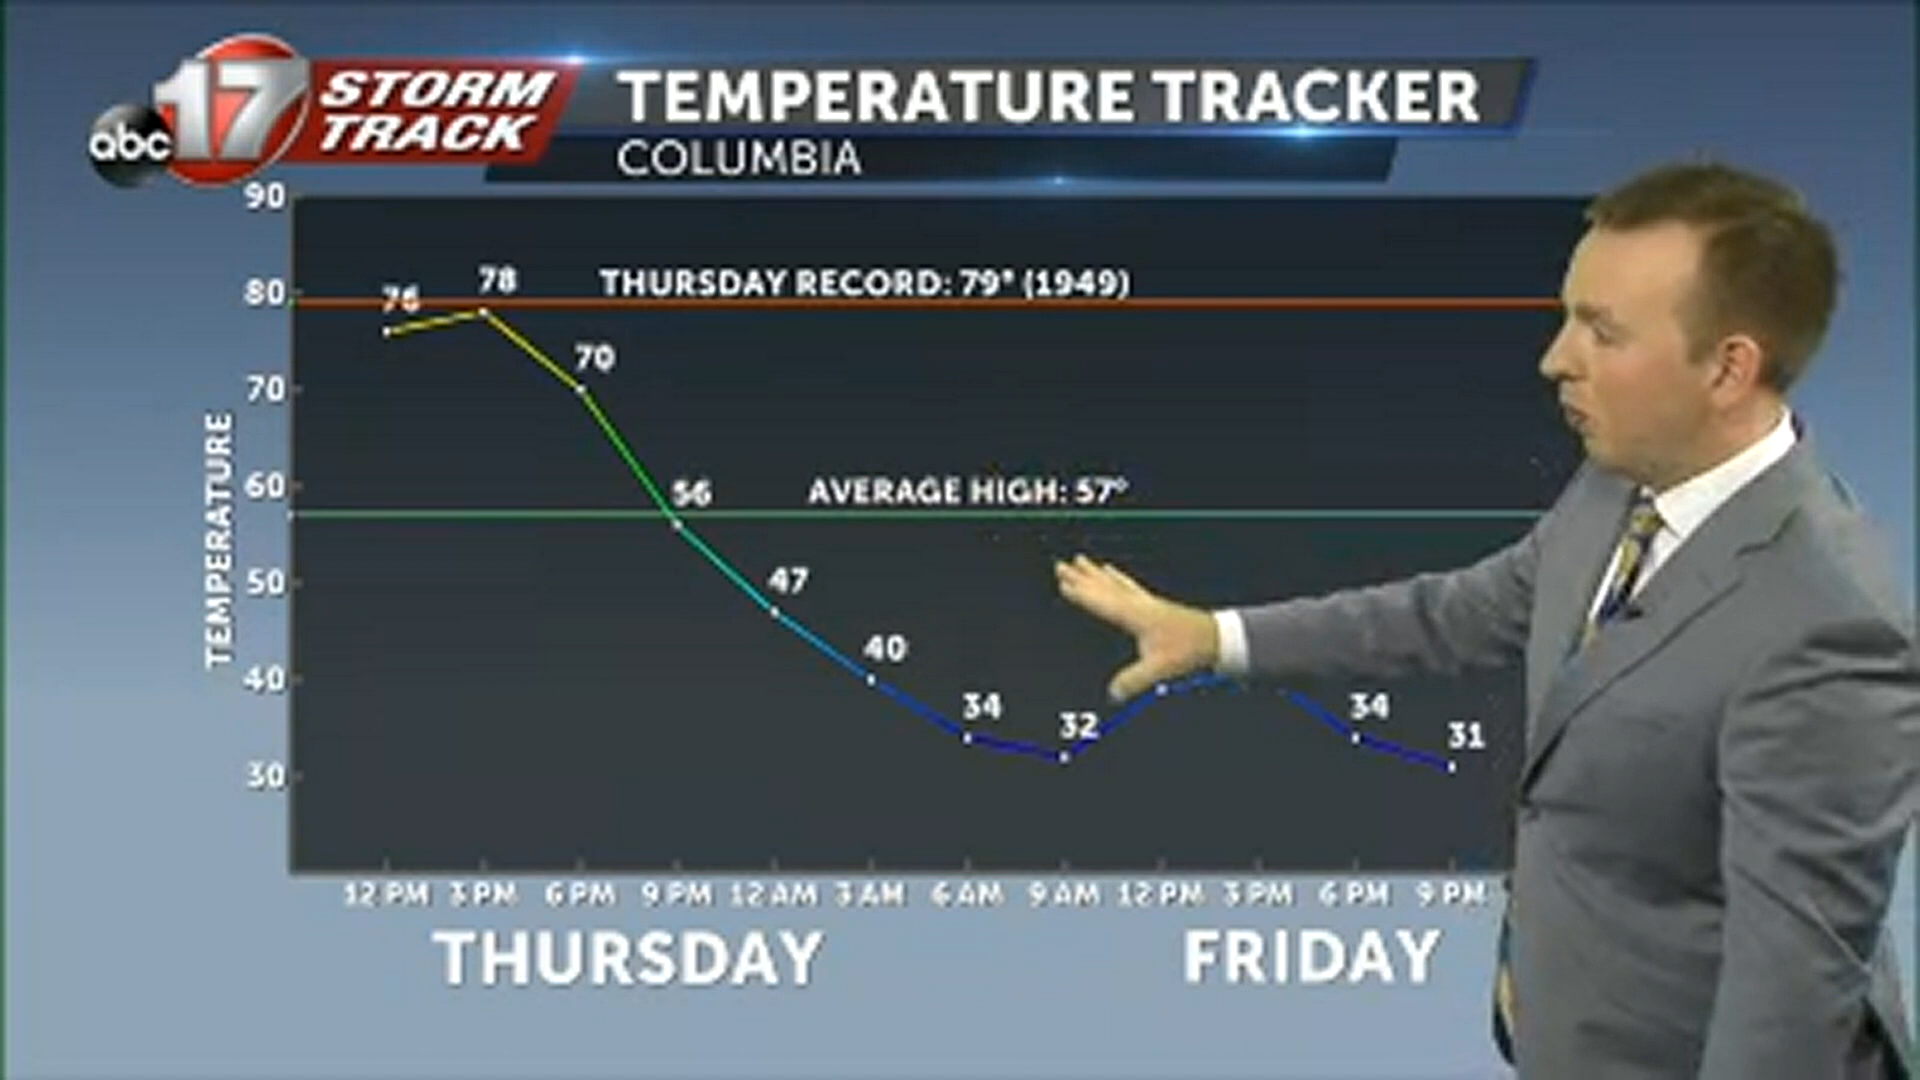 abc 17 STORM TRACK
TEMPERATURE TRACKER
COLUMBIA
TEMPERATURE
90
80
70
60
50
40
30
THURSDAY RECORD: 79° (1949)
AVERAGE HIGH: 57°
76
78
70
56
47
40
34
32
34
31
12 PM 3 PM 6 PM 9 PM 12 AM 3 AM 6 AM 9 AM 12 PM 3 PM 6 PM 9 PM
THURSDAY FRIDAY